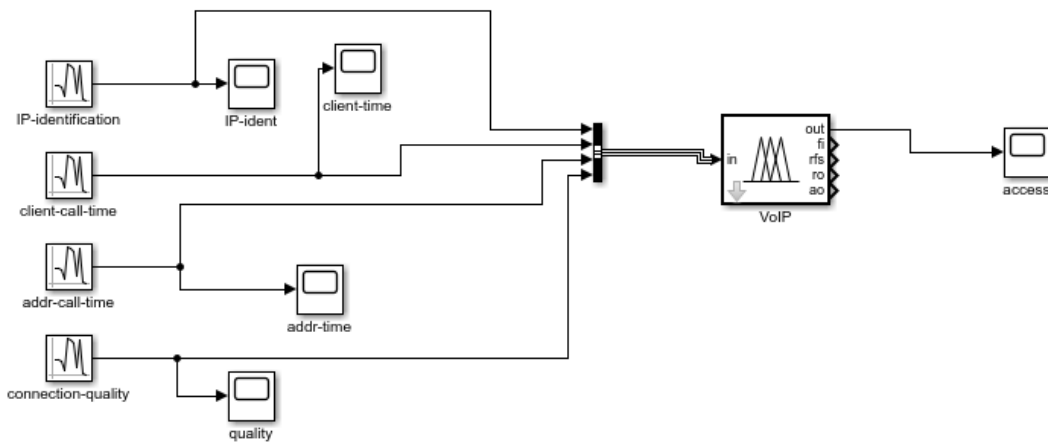 IP-identification
IP-ident
client-time
client-call-time
addr-call-time
addr-time
connection-quality
quality
in
out
fi
rfs
ro
ao
VoIP
access